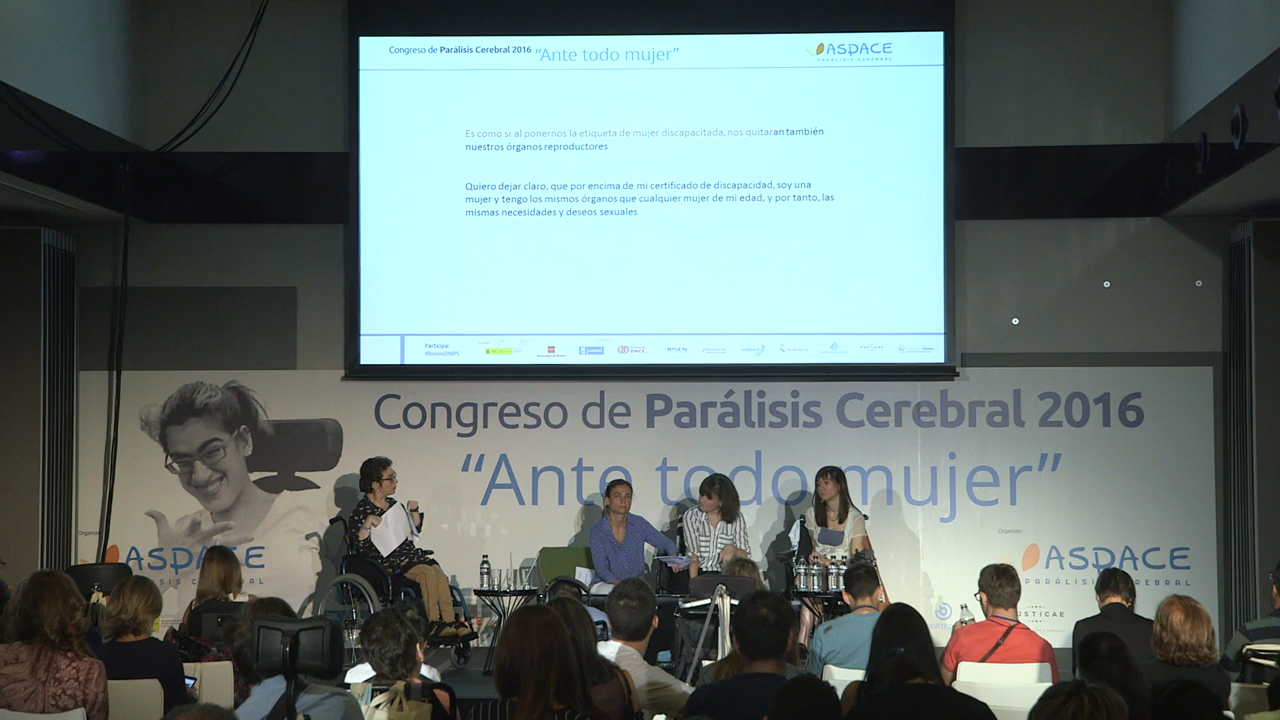 Congreso de Parálisis Cerebral 2016 "Ante todo mujer"
ASPACE
PARÁLISIS CEREBRAL
Es como si al ponernos la etiqueta de mujer discapacitada, nos quitaran también
nuestros órganos reproductores
Quiero dejar claro, que por encima de mi certificado de discapacidad, soy una
mujer y tengo los mismos órganos que cualquier mujer de mi edad, y por tanto, las
mismas necesidades y deseos sexuales
Participa:
Congreso de Parálisis Cerebral 2016
"Ante todo mujer"
Organiza:
ASPACE
Organiza:
ASPACE
PARÁLISIS CEREBRAL